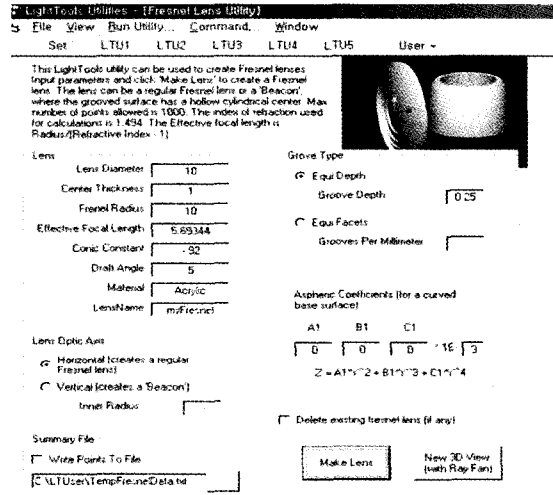 LightTools Utilities - [Fresnel Lens Utility]
File View Run Utility... Command... Window
Set LTU1 LTU2 LTU3 LTU4 LTU5 User
This LightTools utility can be used to create Fresnel lenses
Input parameters and click 'Make Lens' to create a Fresnel
lens. The lens can be a regular Fresnel lens or a 'Beacon',
where the grooved surface has a hollow cylindrical center. Max
number of points allowed is 1000. The index of refraction used
for calculations is 1.494. The Effective focal length is
Radius/(Refractive Index - 1)
Lens
Lens Diameter 10
Center Thickness 1
Fresnel Radius 10
Effective Focal Length
Conic Constant
Draft Angle 5
Material Acrylic
LensName myFresnel
Lens Optic Axis
Horizontal (creates a regular
Fresnel lens)
Vertical (creates a 'Beacon')
Inner Radius
Summary File
Write Points To File
C:\LTUser\TempFresnelData.txt
Grove Type
Equi Depth
Groove Depth 0.25
Equi Facets
Grooves Per Millimeter
Aspheric Coefficients (for a curved
base surface)
A1 B1 C1
0 0 0 * 1E- 3
Z = A1*r^2 + B1*r^3 + C1*r^4
Delete existing fresnel lens (if any)
Make Lens
New 3D View
(with Ray Fan)